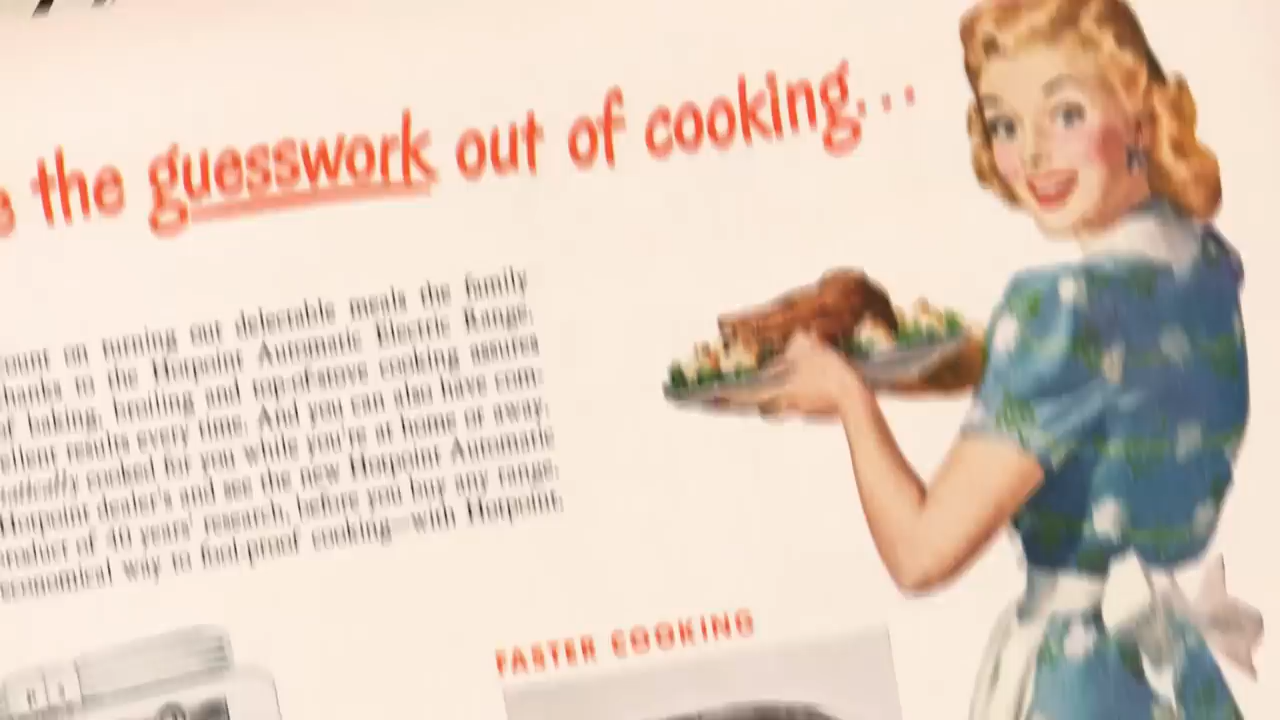 the guesswork out of cooking...
on turning out delectable meals the family
to the Hotpoint Automatic Electric Range.
of baking, broiling and top-of-stove cooking assures
results every time. And you can also have com-
cooked for you while you're at home or away.
Hotpoint dealer's and see the new Hotpoint Automatic
product of 40 years' research, before you buy any range.
economical way to fool-proof cooking—with Hotpoint.
FASTER COOKING